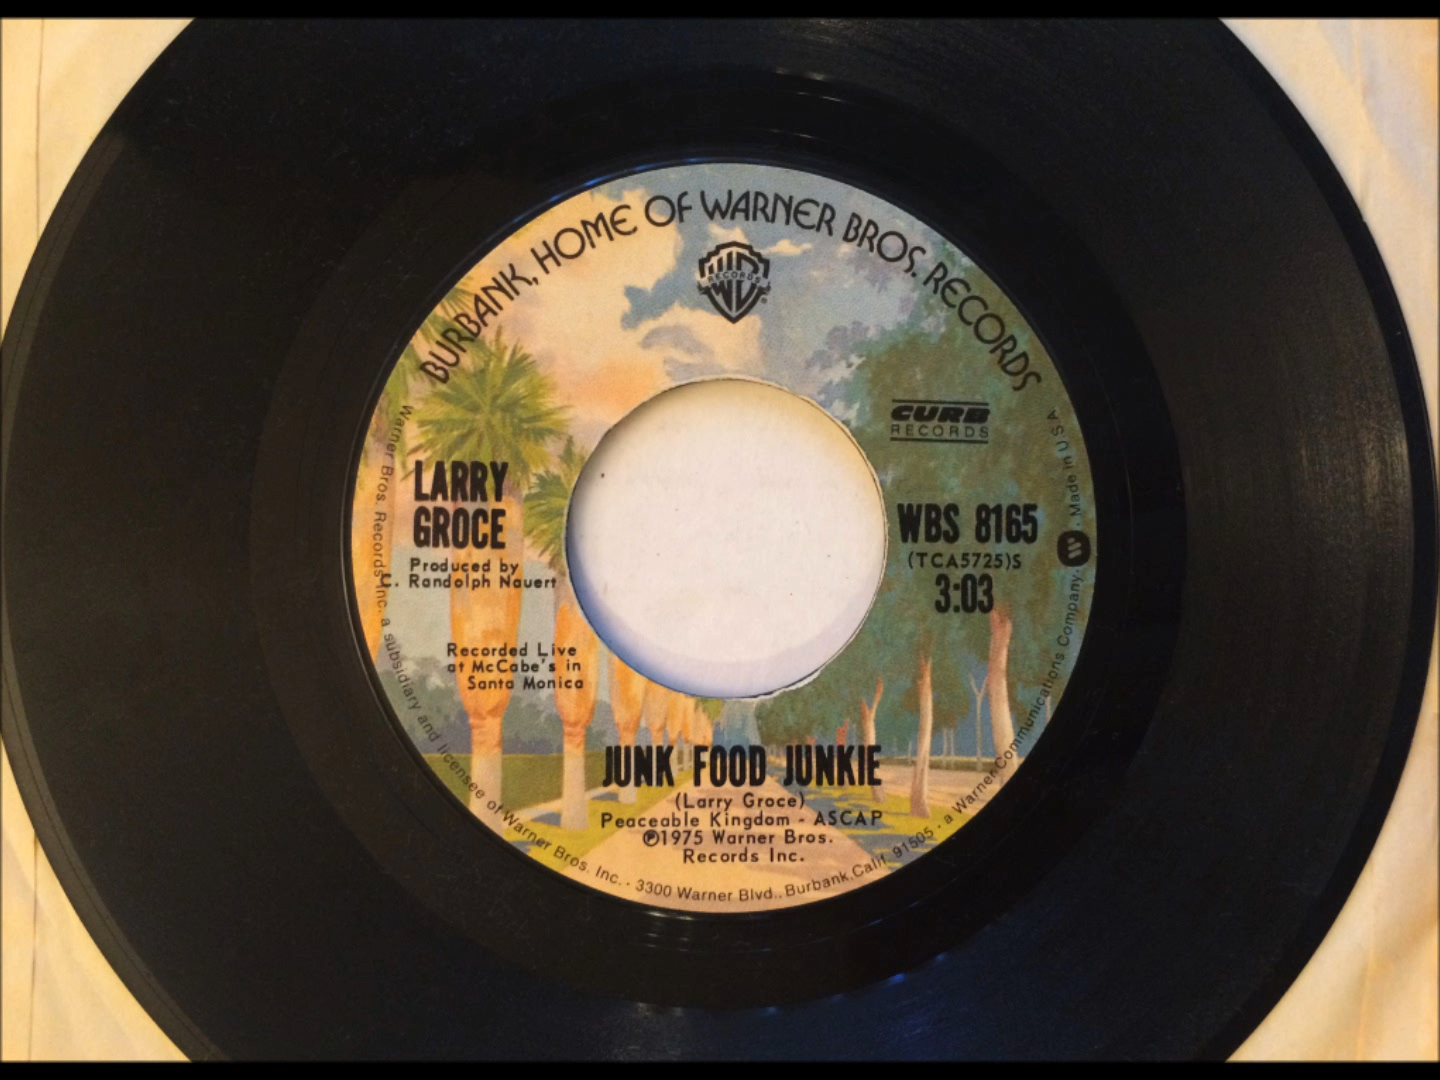 BURBANK, HOME OF WARNER BROS. RECORDS
W RECORDS
®
CURB
RECORDS
LARRY
GROCE
Produced by
C. Randolph Nauert
WBS 8165
(TCA5725)S
3:03
Recorded Live
at McCabe's in
Santa Monica
JUNK FOOD JUNKIE
(Larry Groce)
Peaceable Kingdom - ASCAP
℗1975 Warner Bros.
Records Inc.
Warner Bros. Records Inc. a subsidiary and licensee of Warner Bros. Inc. · 3300 Warner Blvd., Burbank, Calif. 91505 · a Warner Communications Company · Made in U S A